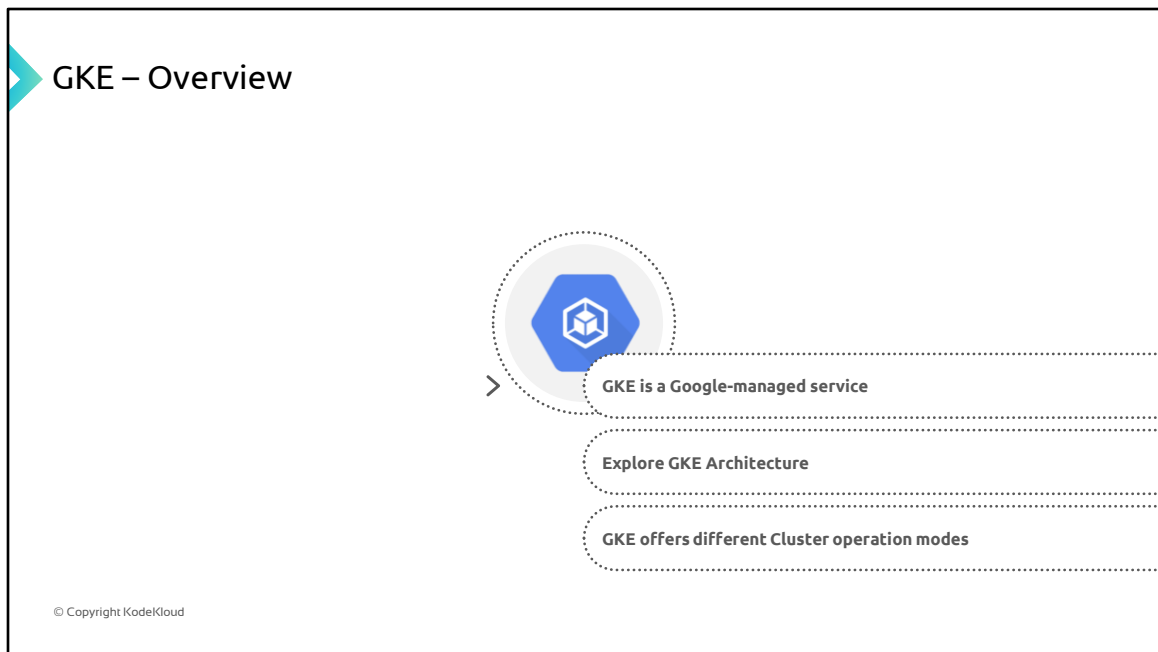 GKE – Overview
GKE is a Google-managed service
Explore GKE Architecture
GKE offers different Cluster operation modes
© Copyright KodeKloud